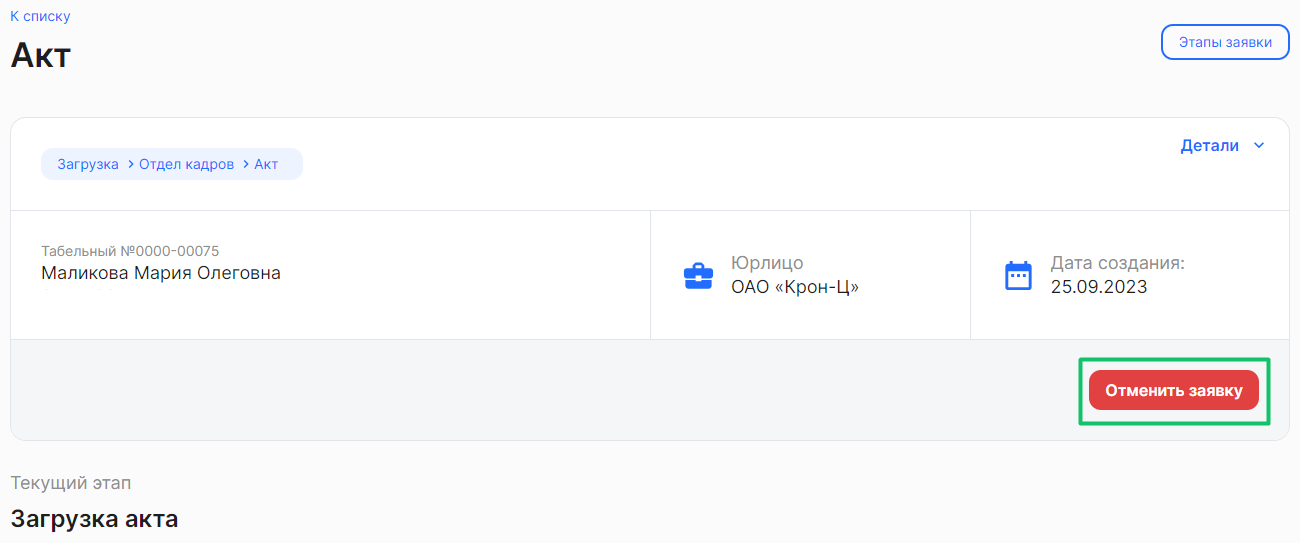 К списку
Акт
Этапы заявки
Загрузка > Отдел кадров > Акт
Детали
Табельный №0000-00075
Маликова Мария Олеговна
Юрлицо
ОАО «Крон-Ц»
Дата создания:
25.09.2023
Отменить заявку
Текущий этап
Загрузка акта